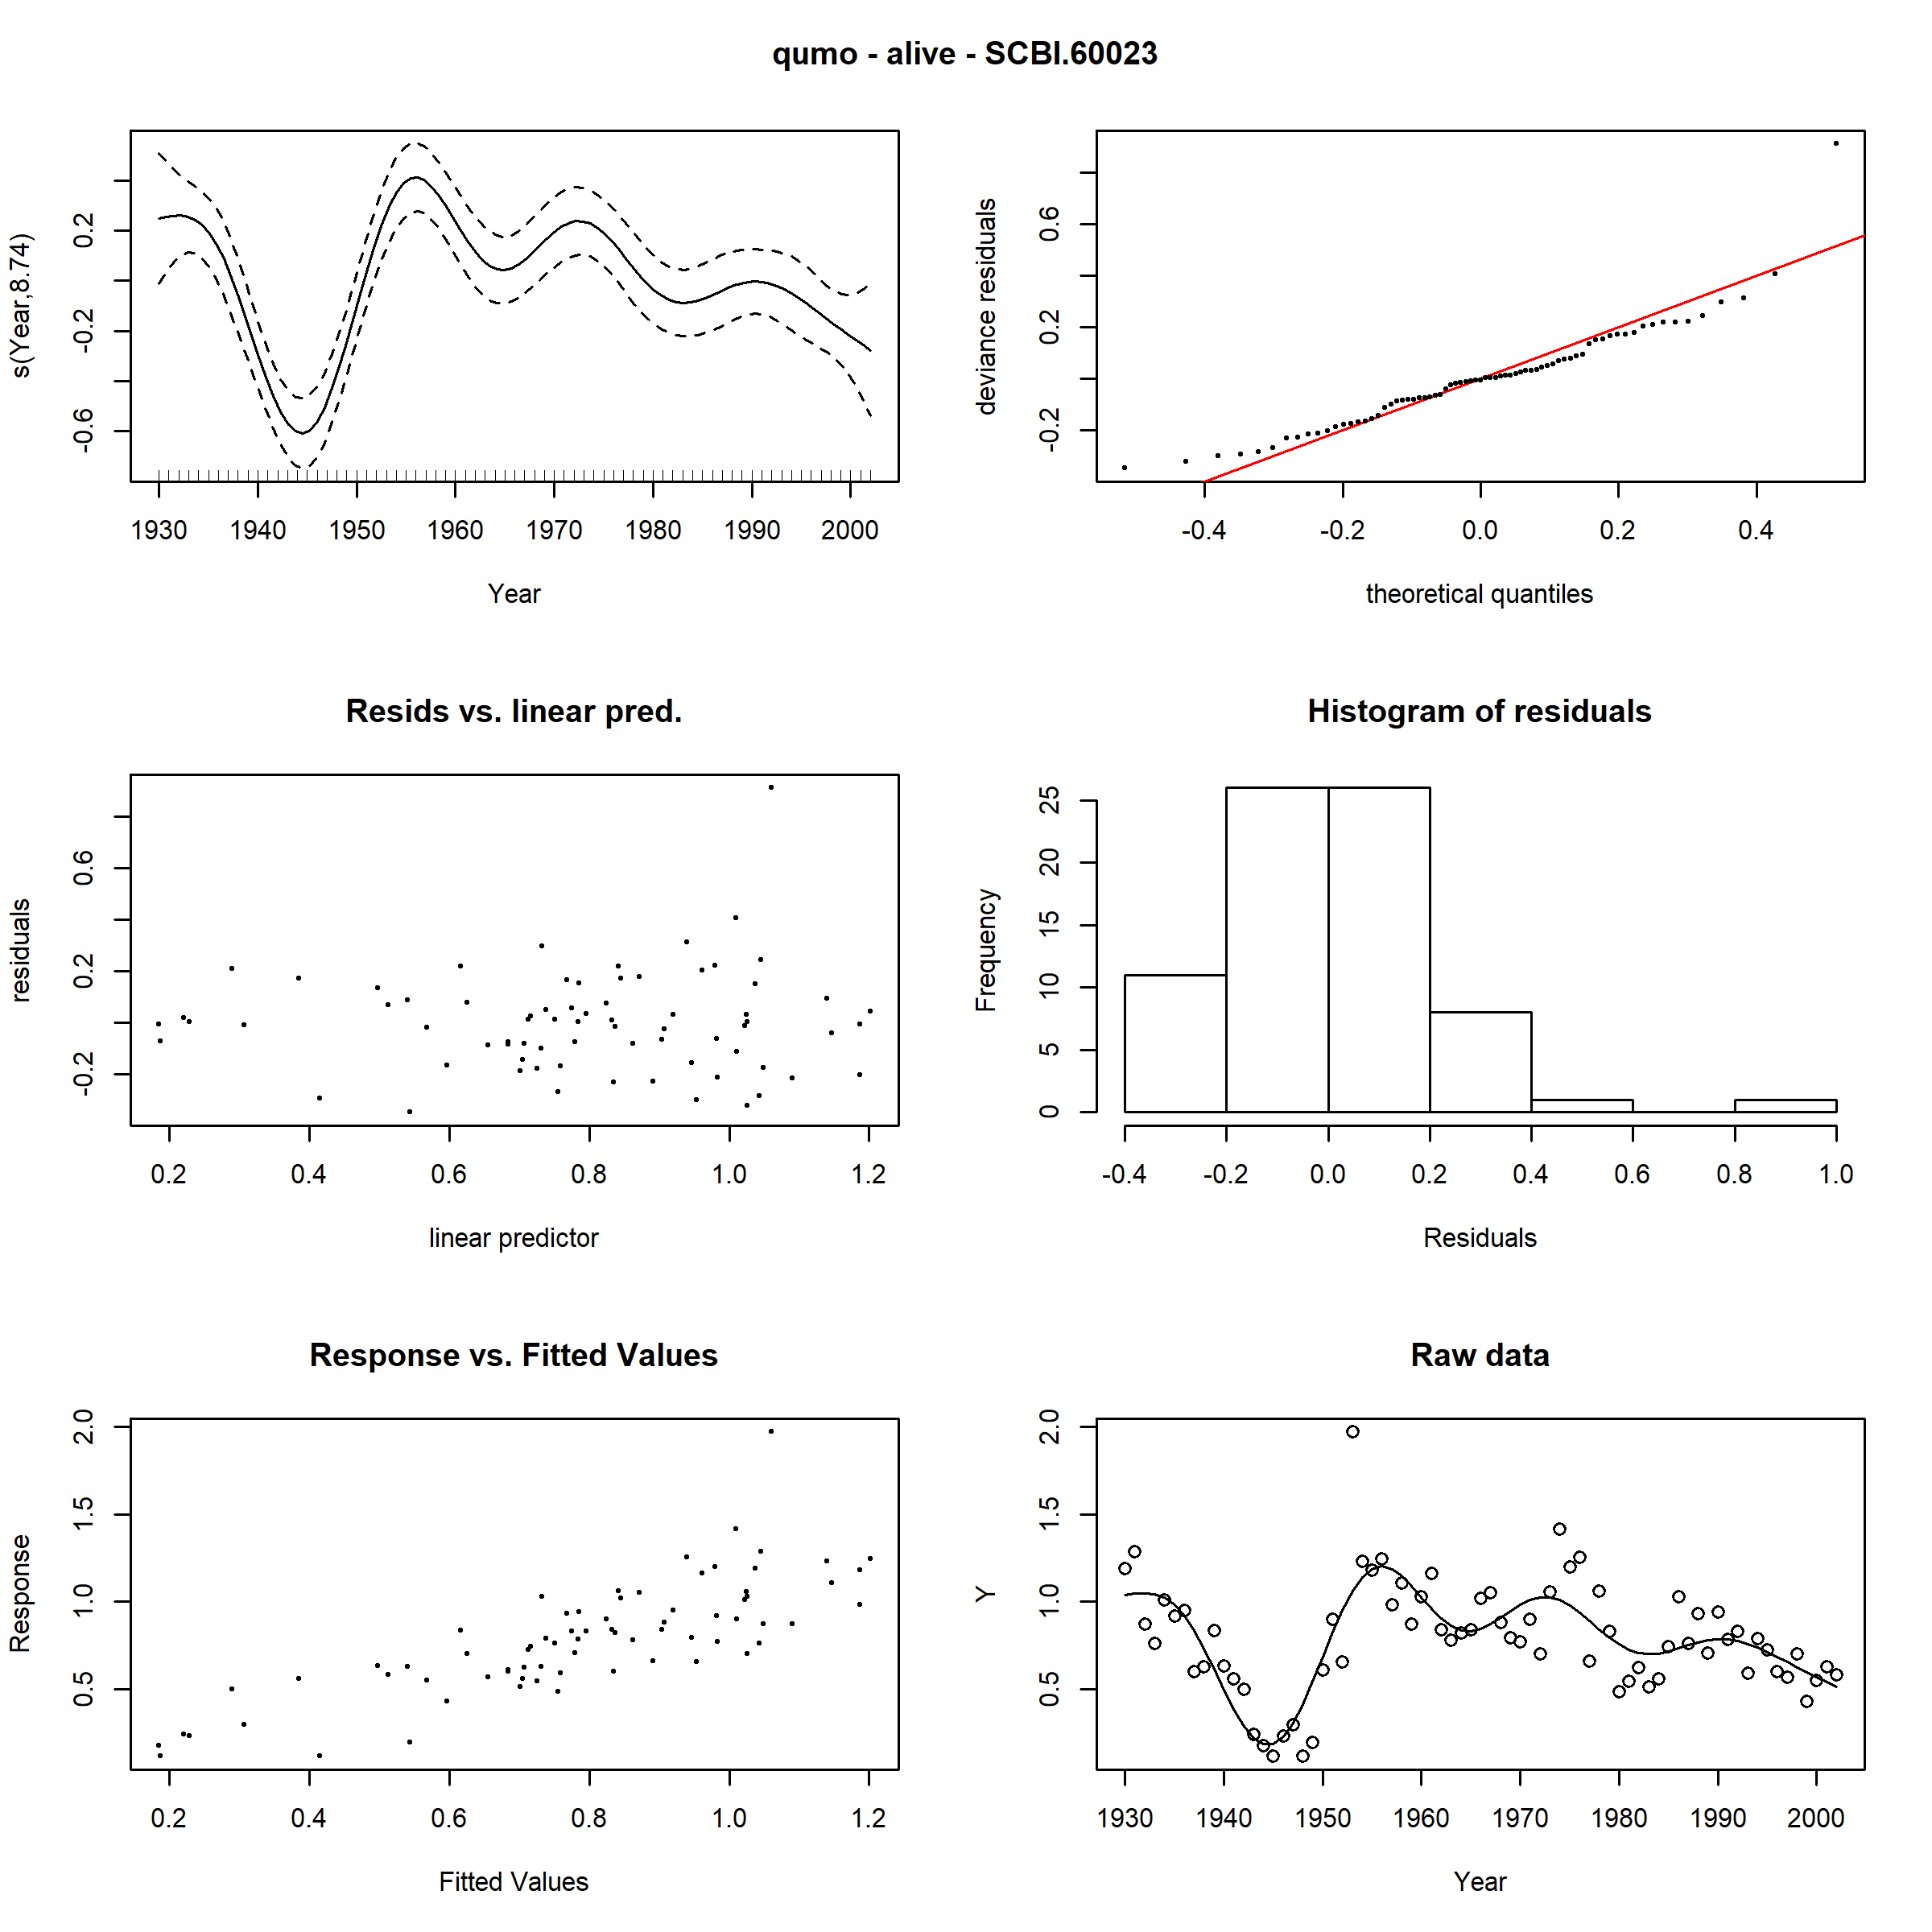 qumo - alive - SCBI.60023
s(Year,8.74)
-0.6 -0.2 0.2
1930 1940 1950 1960 1970 1980 1990 2000
Year
deviance residuals
-0.2 0.2 0.6
-0.4 -0.2 0.0 0.2 0.4
theoretical quantiles
Resids vs. linear pred.
residuals
-0.2 0.2 0.6
0.2 0.4 0.6 0.8 1.0 1.2
linear predictor
Histogram of residuals
Frequency
0 5 10 15 20 25
-0.4 -0.2 0.0 0.2 0.4 0.6 0.8 1.0
Residuals
Response vs. Fitted Values
Response
0.5 1.0 1.5 2.0
0.2 0.4 0.6 0.8 1.0 1.2
Fitted Values
Raw data
Y
0.5 1.0 1.5 2.0
1930 1940 1950 1960 1970 1980 1990 2000
Year